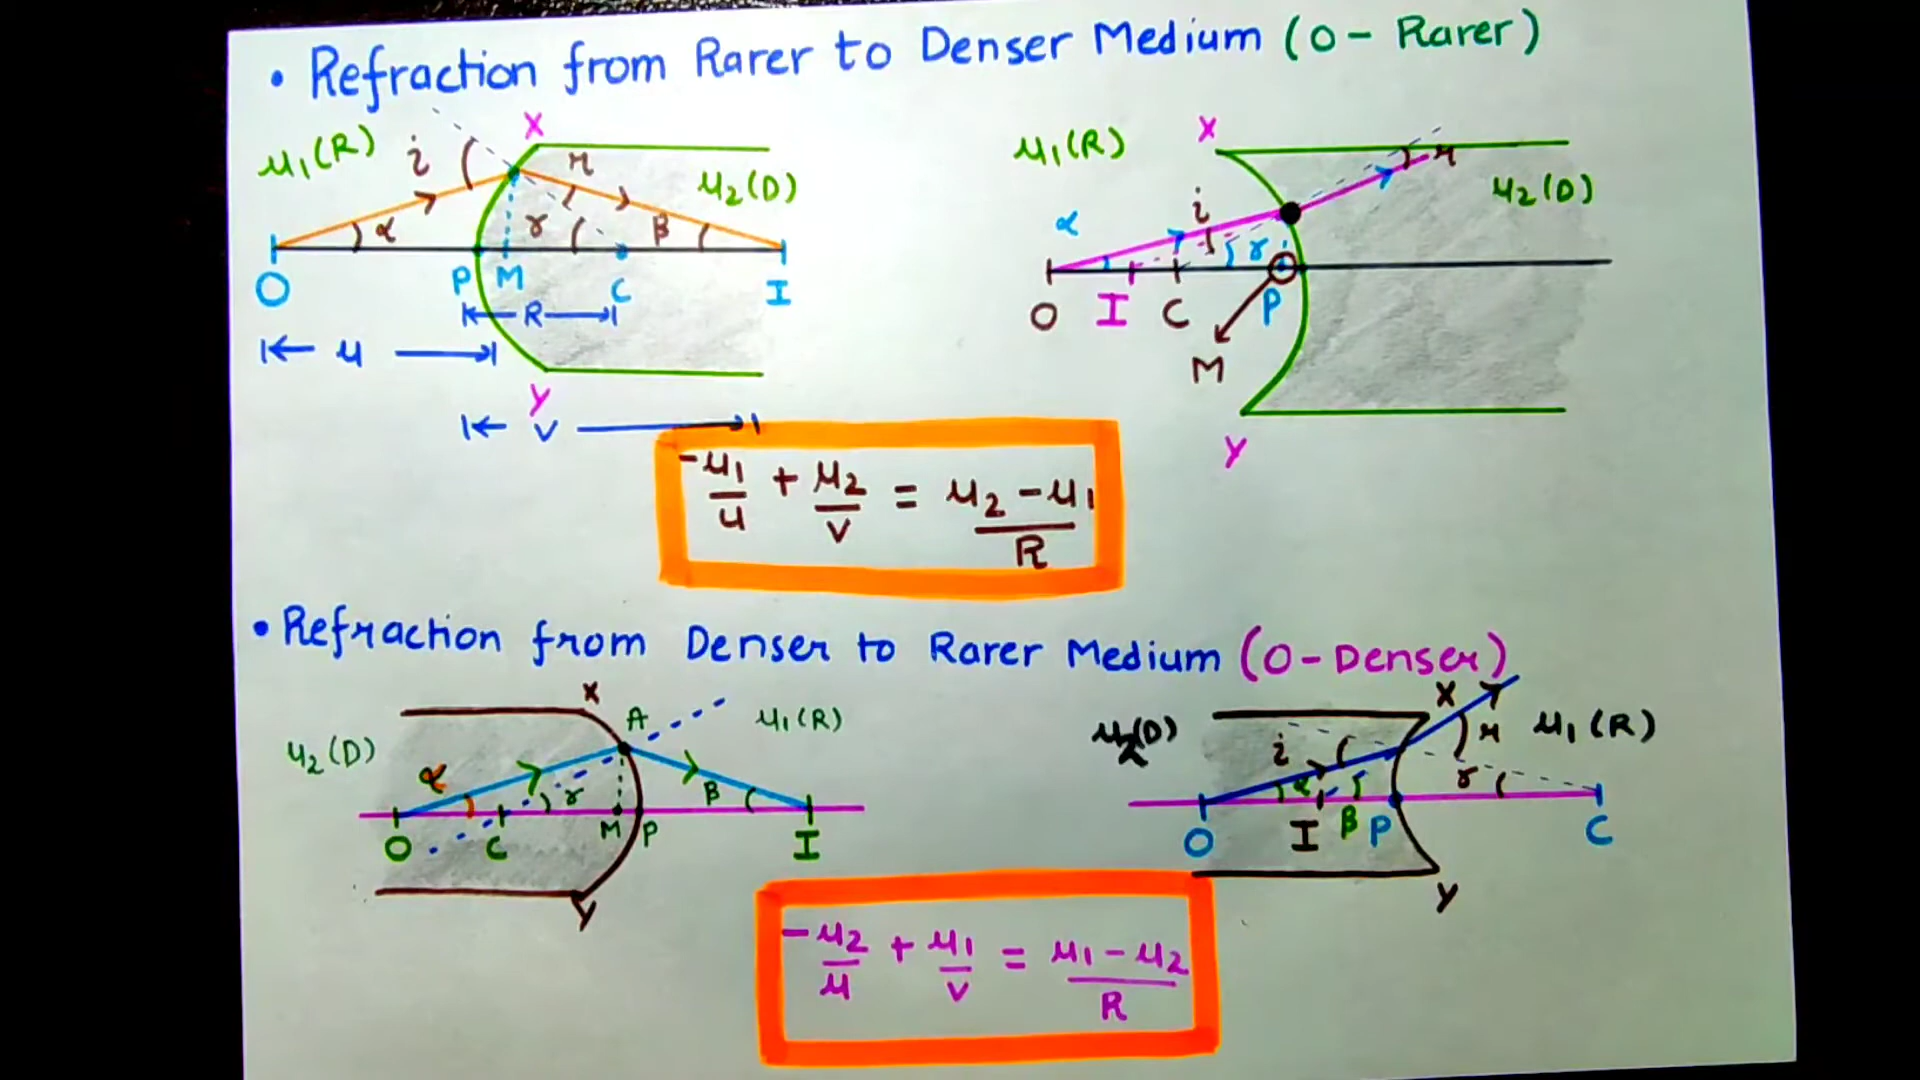 • Refraction from Rarer to Denser Medium (O - Rarer)
μ1(R) i X r μ2(D)
α γ β
O P M C I
R
u
Y
v
μ1(R) X r
μ2(D)
α i γ
O I C P
M
Y
-μ1/u + μ2/v = μ2 - μ1/R
• Refraction from Denser to Rarer Medium (O - Denser)
X A μ1(R)
μ2(D)
α γ β
O C M P I
Y
μ2(D) X r μ1(R)
i α γ
O I β P C
Y
-μ2/u + μ1/v = μ1 - μ2/R